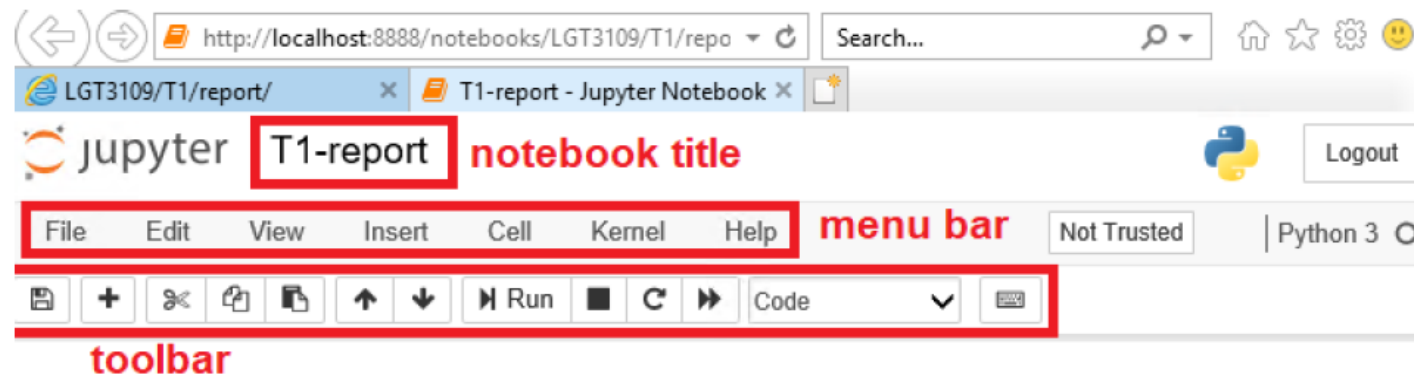 http://localhost:8888/notebooks/LGT3109/T1/repo Search...
LGT3109/T1/report/ T1-report - Jupyter Notebook
jupyter T1-report notebook title Logout
File Edit View Insert Cell Kernel Help menu bar Not Trusted Python 3
Run Code
toolbar